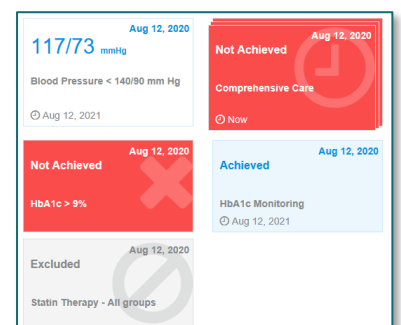 Aug 12, 2020
117/73 mmHg
Blood Pressure < 140/90 mm Hg
Aug 12, 2021
Aug 12, 2020
Not Achieved
Comprehensive Care
Now
Aug 12, 2020
Not Achieved
HbA1c > 9%
Aug 12, 2020
Achieved
HbA1c Monitoring
Aug 12, 2021
Aug 12, 2020
Excluded
Statin Therapy - All groups